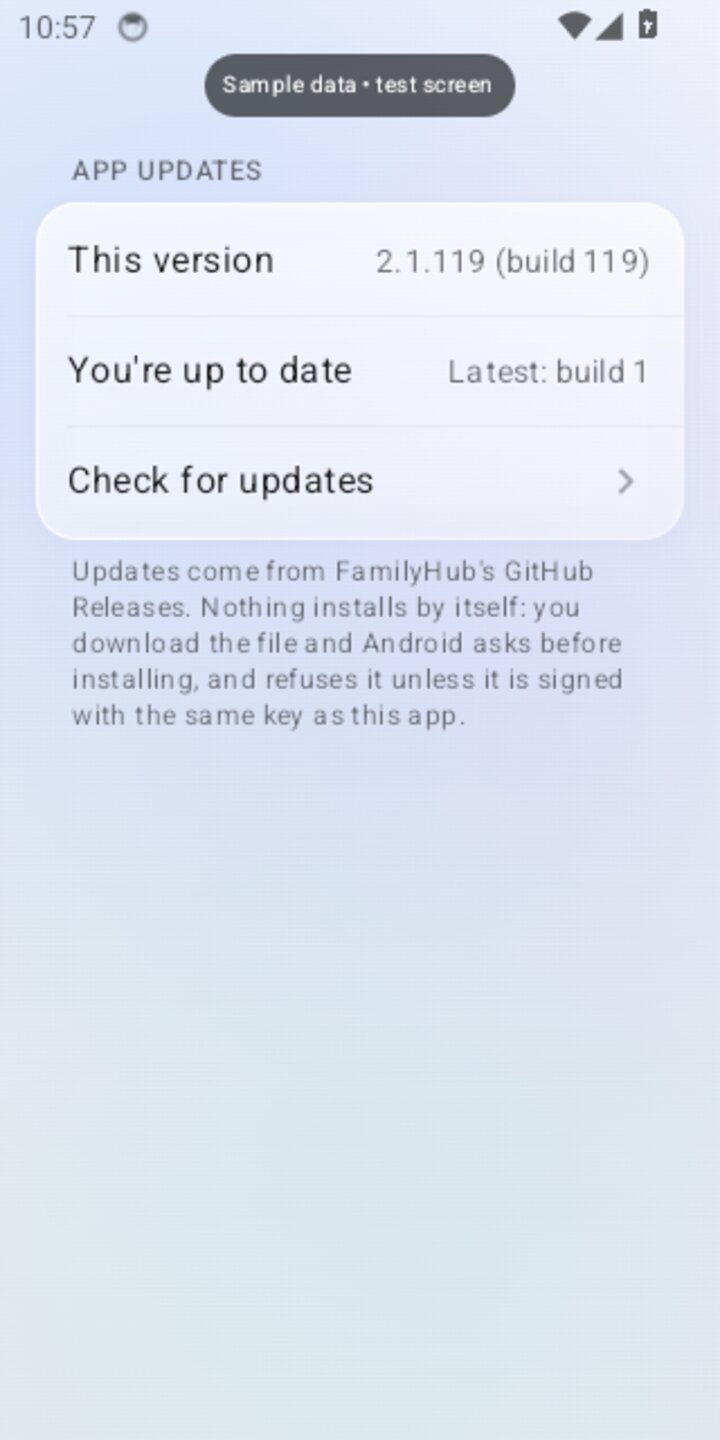 10:57
Sample data • test screen
APP UPDATES
This version 2.1.119 (build 119)
You're up to date Latest: build 1
Check for updates
Updates come from FamilyHub's GitHub
Releases. Nothing installs by itself: you
download the file and Android asks before
installing, and refuses it unless it is signed
with the same key as this app.